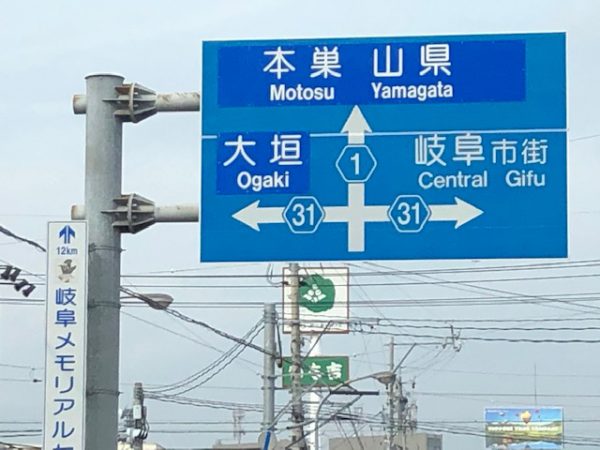 本巣 山県
Motosu Yamagata
大垣
Ogaki
岐阜市街
Central Gifu
1
31
31
12km
岐阜メモリアルセ